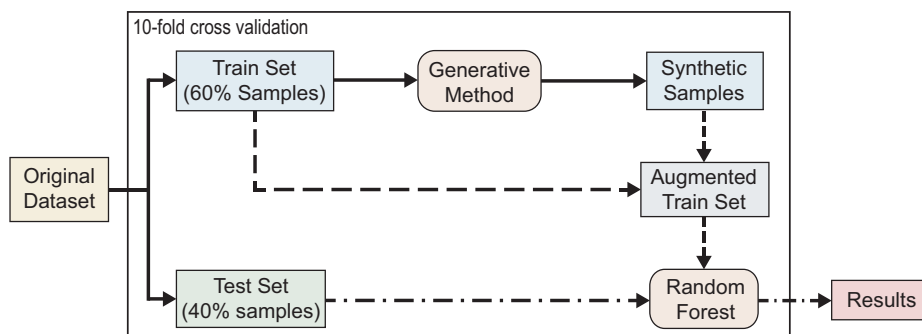 10-fold cross validation
Train Set
(60% Samples)
Generative
Method
Synthetic
Samples
Original
Dataset
Augmented
Train Set
Test Set
(40% samples)
Random
Forest
Results